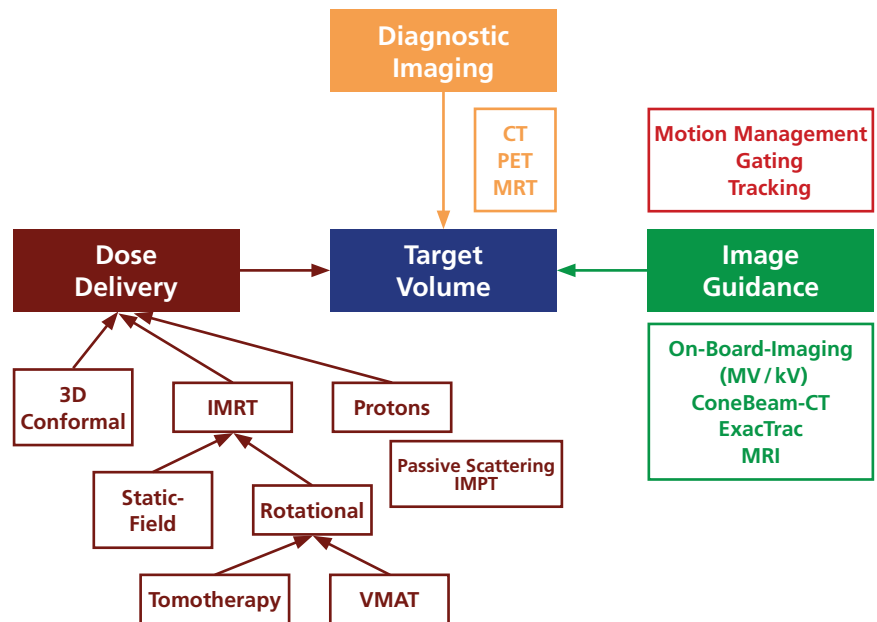 Diagnostic
Imaging
CT
PET
MRT
Motion Management
Gating
Tracking
Dose
Delivery
Target
Volume
Image
Guidance
On-Board-Imaging
(MV / kV)
ConeBeam-CT
ExacTrac
MRI
3D
Conformal
IMRT
Protons
Passive Scattering
IMPT
Static-
Field
Rotational
Tomotherapy
VMAT